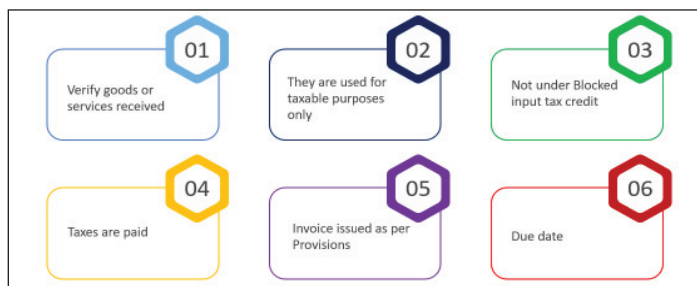 01
Verify goods or
services received
02
They are used for
taxable purposes
only
03
Not under Blocked
input tax credit
04
Taxes are paid
05
Invoice issued as per
Provisions
06
Due date